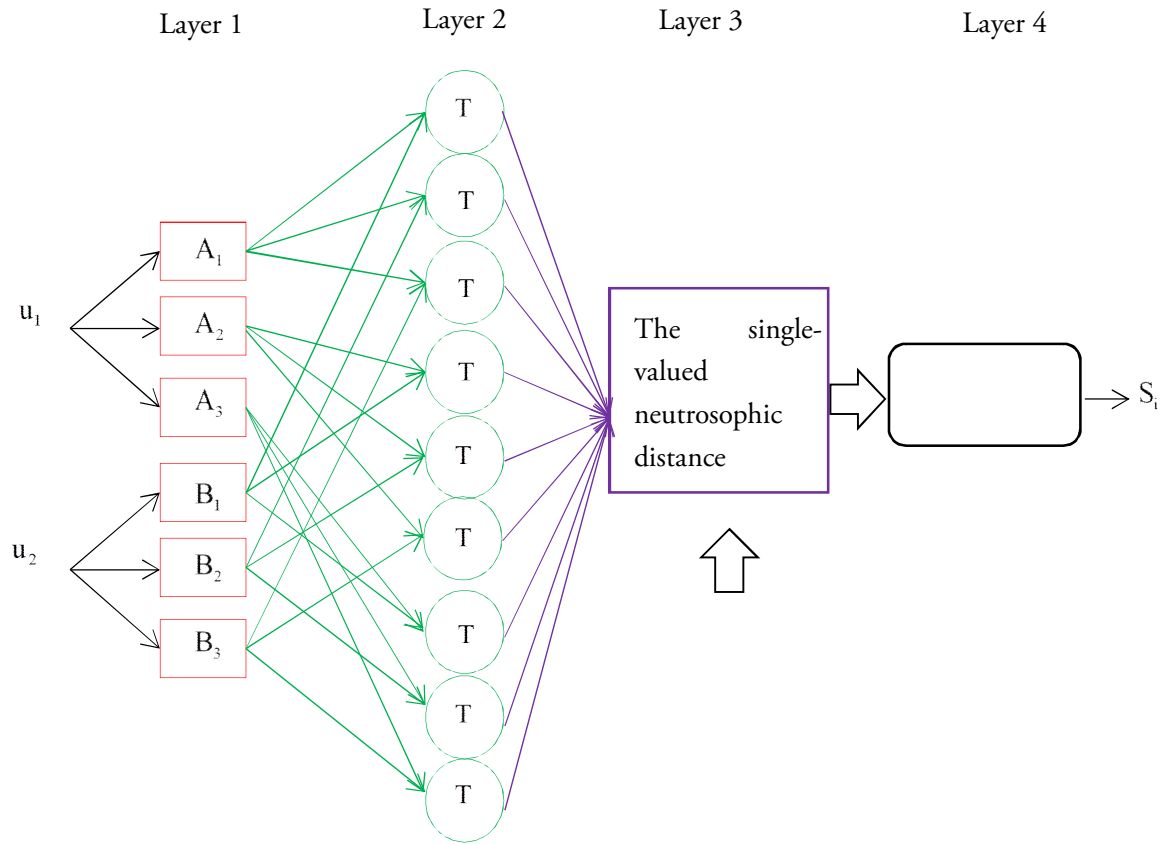 Layer 1
Layer 2
Layer 3
Layer 4
T
T
T
T
T
T
T
T
T
u₁
A₁
A₂
A₃
u₂
B₁
B₂
B₃
The single-
valued
neutrosophic
distance
Sᵢ